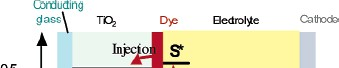 Conducting
glass TiO2 Dye Electrolyte Cathode
Injection S*